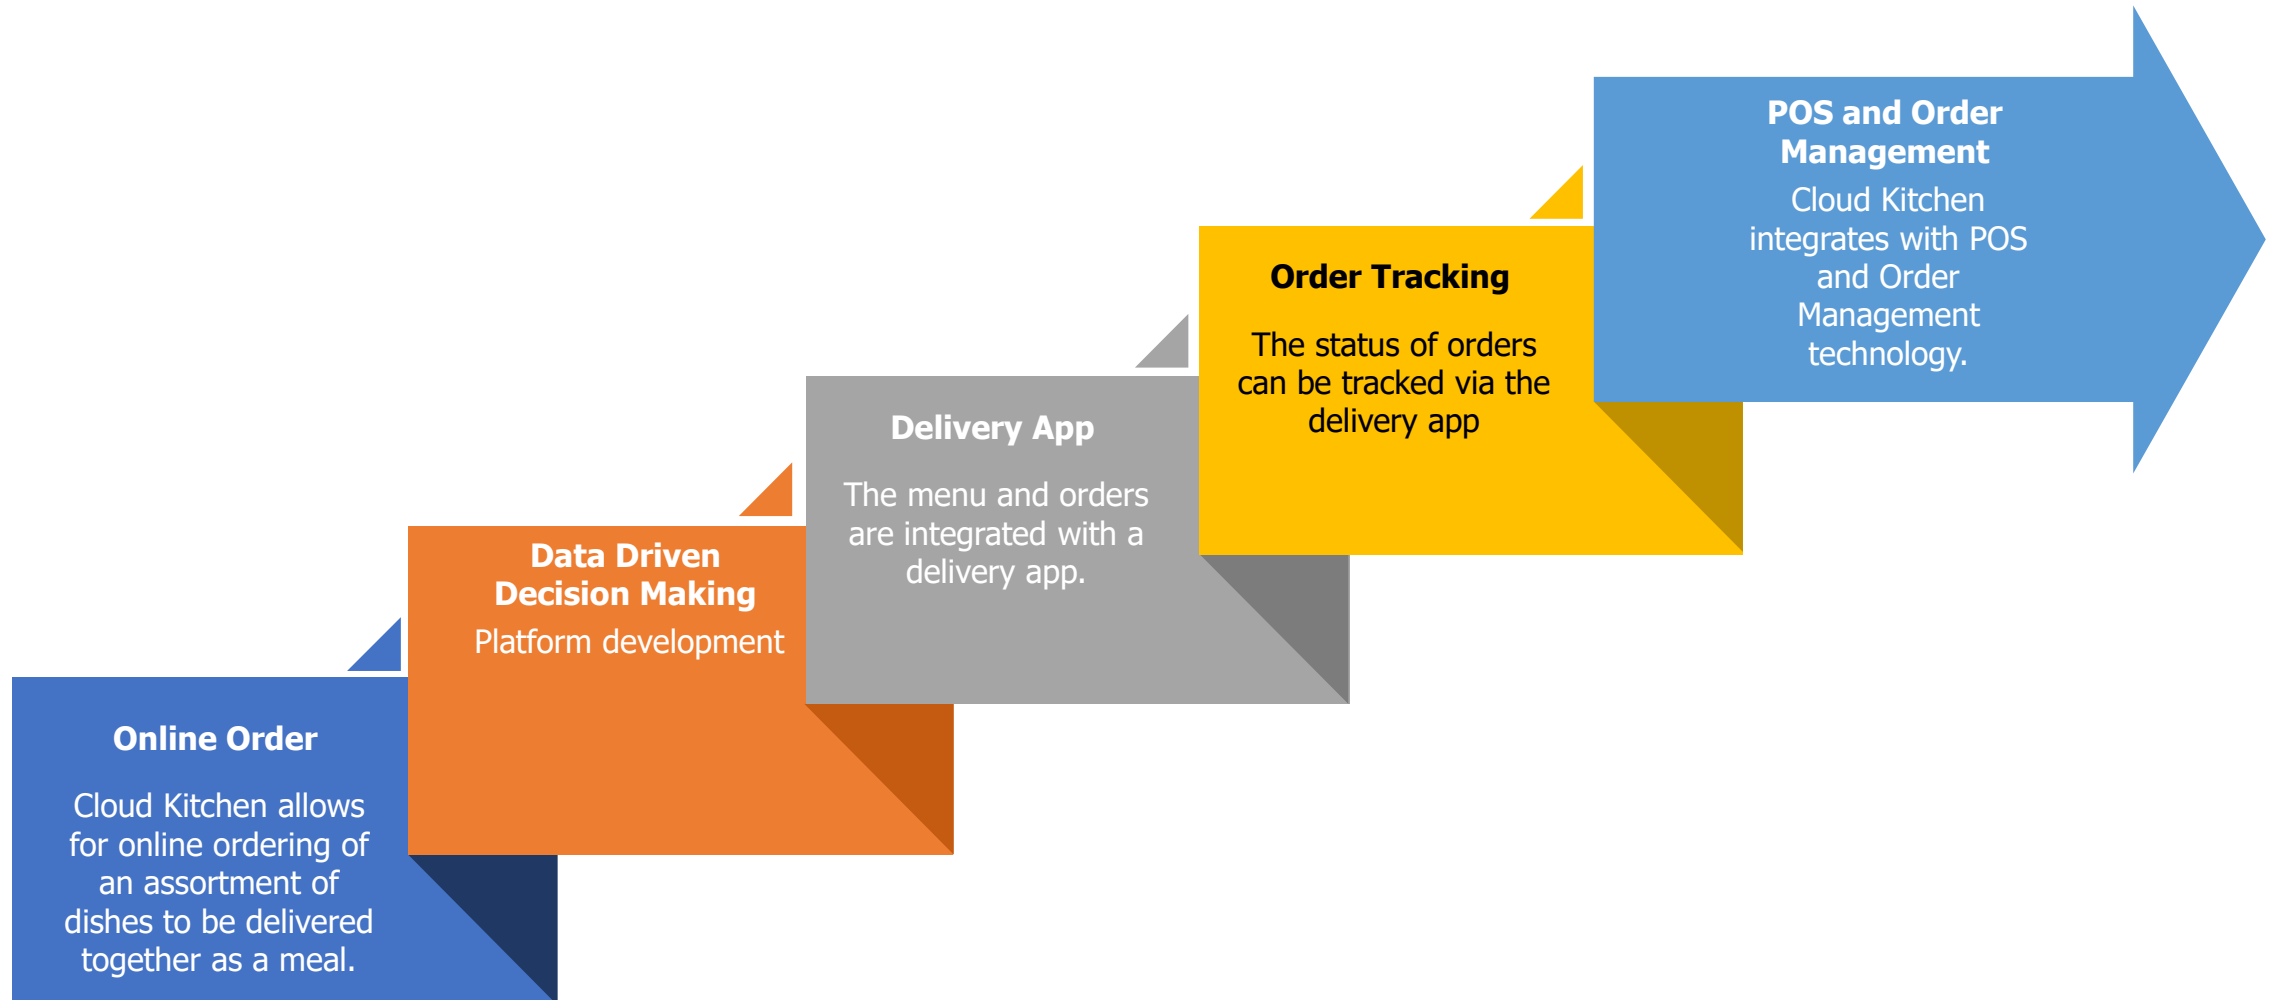 Online Order
Cloud Kitchen allows
for online ordering of
an assortment of
dishes to be delivered
together as a meal.
Data Driven
Decision Making
Platform development
Delivery App
The menu and orders
are integrated with a
delivery app.
Order Tracking
The status of orders
can be tracked via the
delivery app
POS and Order
Management
Cloud Kitchen
integrates with POS
and Order
Management
technology.